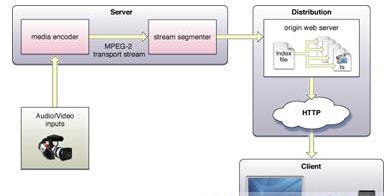 Server
media encoder
MPEG-2
transport stream
stream segmenter
Distribution
origin web server
Index
file
.ts
HTTP
Audio/Video
inputs
Client